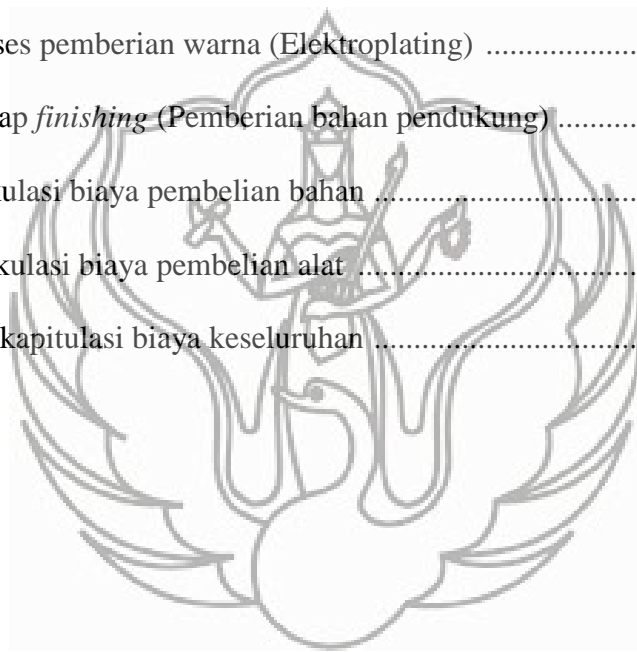 ses pemberian warna (Elektroplating) .................
ap finishing (Pemberian bahan pendukung) ..........
ulasi biaya pembelian bahan ................................
kulasi biaya pembelian alat ..................................
kapitulasi biaya keseluruhan ................................